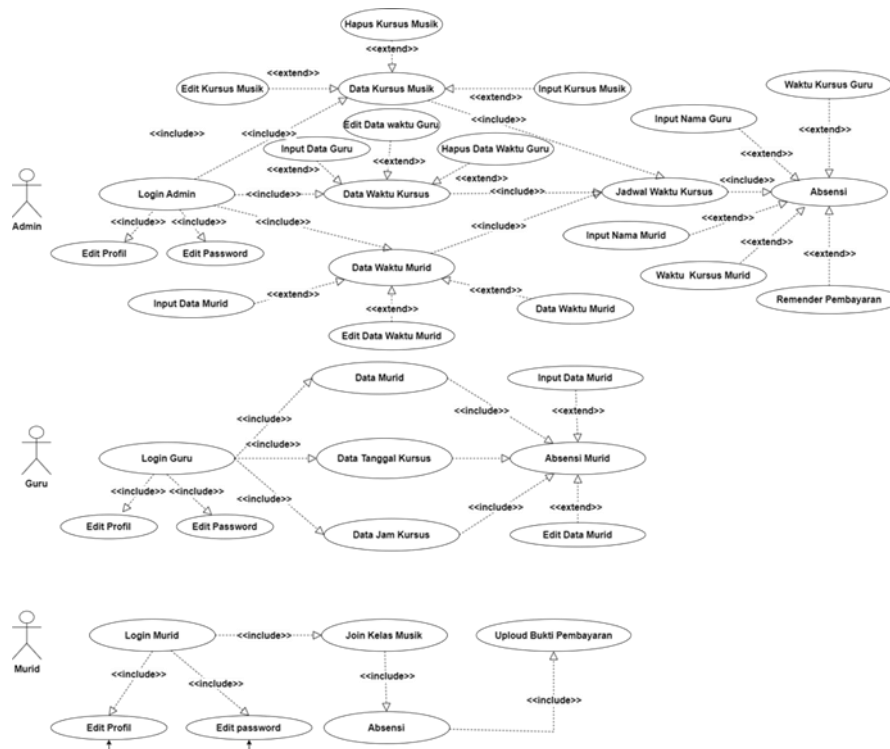 Hapus Kursus Musik
<<extend>>
Edit Kursus Musik
<<extend>>
Data Kursus Musik
<<extend>>
Input Kursus Musik
Waktu Kursus Guru
<<include>>
<<include>>
Edit Data waktu Guru
<<include>>
Input Nama Guru
<<extend>>
Input Data Guru
<<extend>>
<<extend>>
Hapus Data Waktu Guru
<<extend>>
<<extend>>
Admin
Login Admin
<<include>>
Data Waktu Kursus
<<include>>
Jadwal Waktu Kursus
<<include>>
Absensi
<<include>>
<<include>>
<<include>>
<<include>>
Input Nama Murid
<<extend>>
<<extend>>
<<extend>>
Edit Profil
Edit Password
Data Waktu Murid
Waktu Kursus Murid
Input Data Murid
<<extend>>
<<extend>>
<<extend>>
Data Waktu Murid
Remender Pembayaran
Edit Data Waktu Murid
Data Murid
Input Data Murid
<<include>>
<<include>>
<<extend>>
Guru
Login Guru
<<include>>
Data Tanggal Kursus
Absensi Murid
<<include>>
<<include>>
<<include>>
<<include>>
<<extend>>
Edit Profil
Edit Password
Data Jam Kursus
Edit Data Murid
Murid
Login Murid
<<include>>
Join Kelas Musik
Uploud Bukti Pembayaran
<<include>>
<<include>>
<<include>>
<<include>>
Edit Profil
Edit password
Absensi